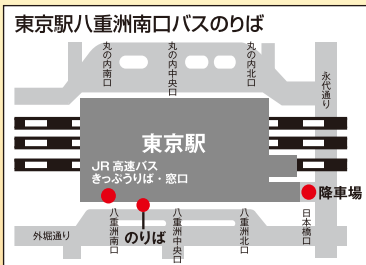 東京駅八重洲南口バスのりば
丸の内南口
丸の内中央口
丸の内北口
永代通り
東京駅
JR高速バス
きっぷうりば・窓口
降車場
外堀通り
八重洲南口
のりば
八重洲中央口
八重洲北口
日本橋口